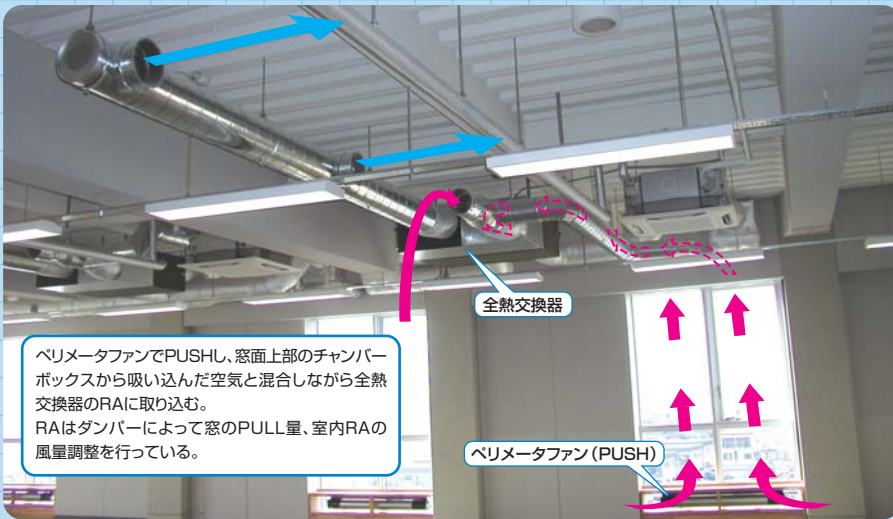 全熱交換器
ペリメータファンでPUSHし、窓面上部のチャンバー
ボックスから吸い込んだ空気と混合しながら全熱
交換器のRAに取り込む。
RAはダンパーによって窓のPULL量、室内RAの
風量調整を行っている。
ペリメータファン（PUSH）